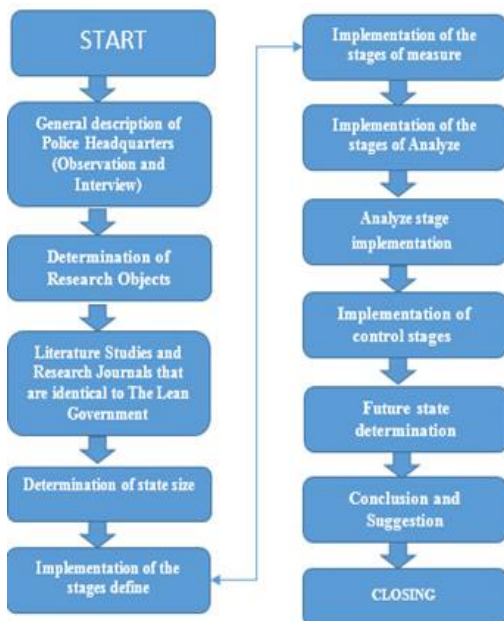 START
General description of
Police Headquarters
(Observation and
Interview)
Determination of
Research Objects
Literature Studies and
Research Journals that
are identical to The Lean
Government
Determination of state size
Implementation of the
stages define
Implementation of the
stages of measure
Implementation of the
stages of Analyze
Analyze stage
implementation
Implementation of
control stages
Future state
determination
Conclusion and
Suggestion
CLOSING